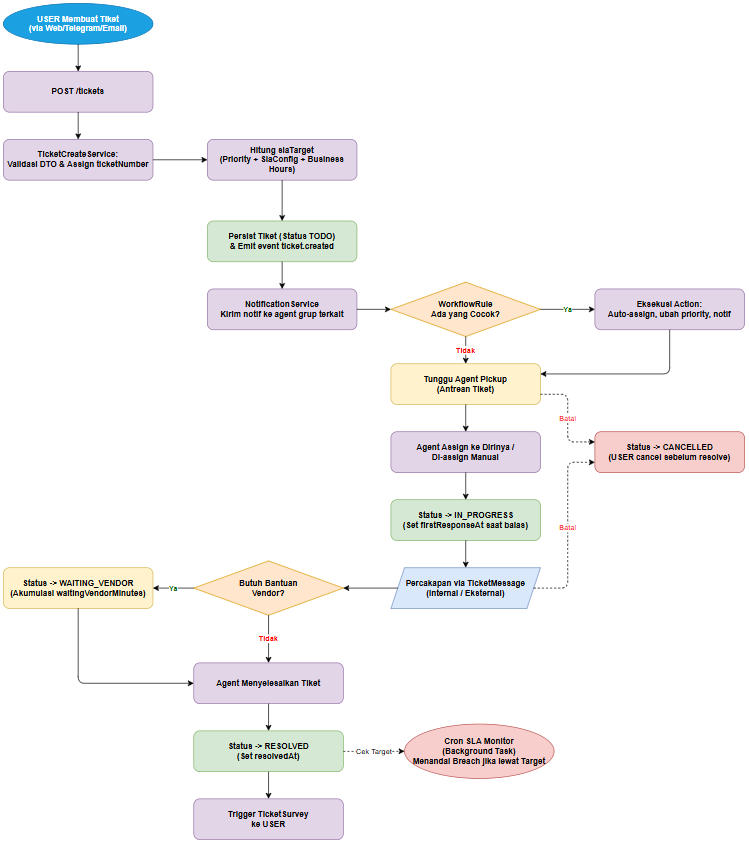 USER Membuat Tiket
(via Web/Telegram/Email)
POST /tickets
TicketCreateService:
Validasi DTO & Assign ticketNumber
Hitung slaTarget
(Priority + SlaConfig + Business
Hours)
Persist Tiket (Status TODO)
& Emit event ticket.created
NotificationService
Kirim notif ke agent grup terkait
WorkflowRule
Ada yang Cocok?
Ya
Eksekusi Action:
Auto-assign, ubah priority, notif
Tidak
Tunggu Agent Pickup
(Antrean Tiket)
Batal
Agent Assign ke Dirinya /
Di-assign Manual
Status -> CANCELLED
(USER cancel sebelum resolve)
Status -> IN_PROGRESS
(Set firstResponseAt saat balas)
Batal
Percakapan via TicketMessage
(Internal / Eksternal)
Butuh Bantuan
Vendor?
Ya
Status -> WAITING_VENDOR
(Akumulasi waitingVendorMinutes)
Tidak
Agent Menyelesaikan Tiket
Status -> RESOLVED
(Set resolvedAt)
Cek Target
Cron SLA Monitor
(Background Task)
Menandai Breach jika lewat Target
Trigger TicketSurvey
ke USER